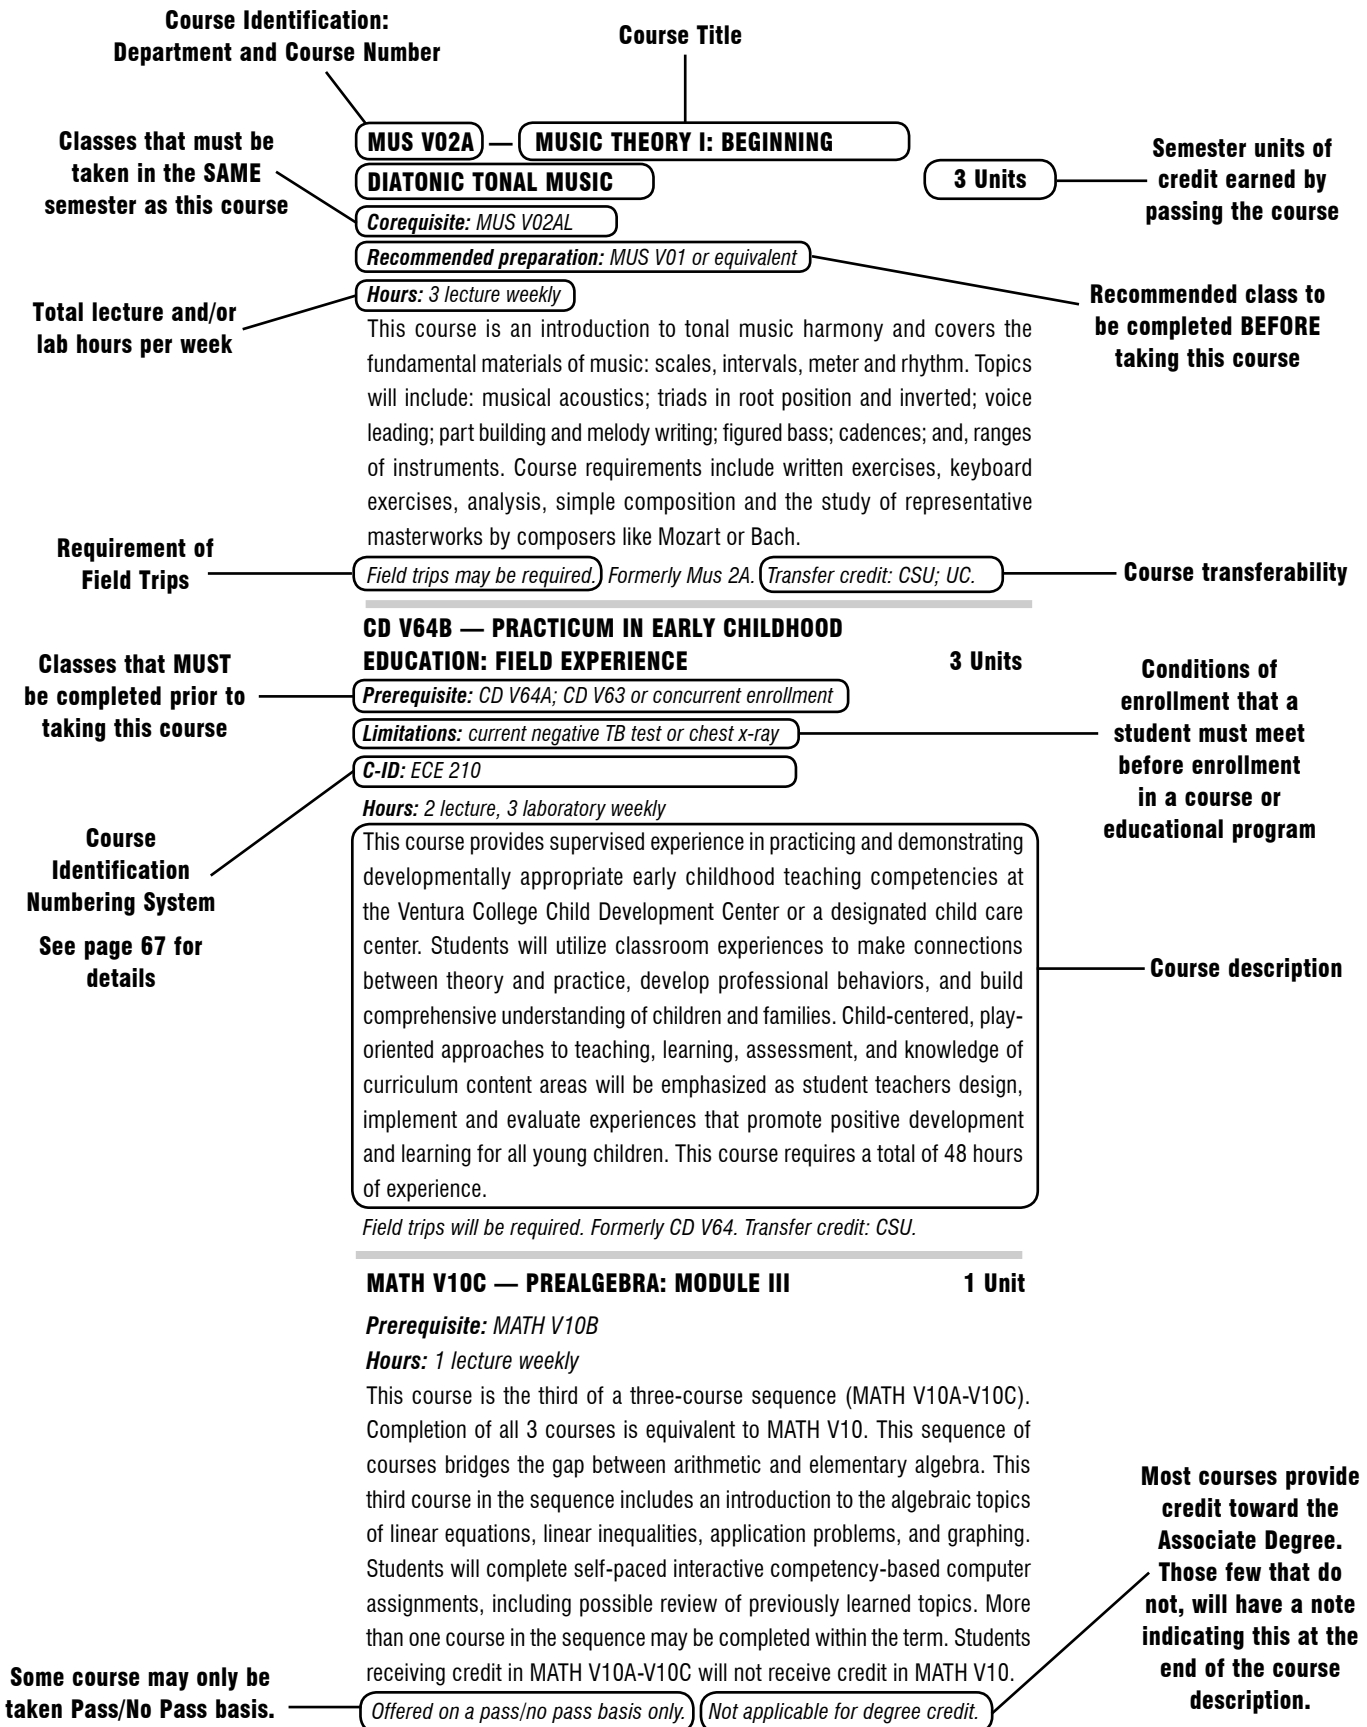 Course Identification:
Department and Course Number
Course Title
Classes that must be
taken in the SAME
semester as this course
MUS V02A — MUSIC THEORY I: BEGINNING
DIATONIC TONAL MUSIC 3 Units
Semester units of
credit earned by
passing the course
Corequisite: MUS V02AL
Recommended preparation: MUS V01 or equivalent
Hours: 3 lecture weekly
Total lecture and/or
lab hours per week
Recommended class to
be completed BEFORE
taking this course
This course is an introduction to tonal music harmony and covers the
fundamental materials of music: scales, intervals, meter and rhythm. Topics
will include: musical acoustics; triads in root position and inverted; voice
leading; part building and melody writing; figured bass; cadences; and, ranges
of instruments. Course requirements include written exercises, keyboard
exercises, analysis, simple composition and the study of representative
masterworks by composers like Mozart or Bach.
Requirement of
Field Trips
Field trips may be required. Formerly Mus 2A. Transfer credit: CSU; UC.
Course transferability
CD V64B — PRACTICUM IN EARLY CHILDHOOD
EDUCATION: FIELD EXPERIENCE 3 Units
Classes that MUST
be completed prior to
taking this course
Prerequisite: CD V64A; CD V63 or concurrent enrollment
Limitations: current negative TB test or chest x-ray
C-ID: ECE 210
Hours: 2 lecture, 3 laboratory weekly
Conditions of
enrollment that a
student must meet
before enrollment
in a course or
educational program
Course
Identification
Numbering System
See page 67 for
details
This course provides supervised experience in practicing and demonstrating
developmentally appropriate early childhood teaching competencies at
the Ventura College Child Development Center or a designated child care
center. Students will utilize classroom experiences to make connections
between theory and practice, develop professional behaviors, and build
comprehensive understanding of children and families. Child-centered, play-
oriented approaches to teaching, learning, assessment, and knowledge of
curriculum content areas will be emphasized as student teachers design,
implement and evaluate experiences that promote positive development
and learning for all young children. This course requires a total of 48 hours
of experience.
Course description
Field trips will be required. Formerly CD V64. Transfer credit: CSU.
MATH V10C — PREALGEBRA: MODULE III 1 Unit
Prerequisite: MATH V10B
Hours: 1 lecture weekly
This course is the third of a three-course sequence (MATH V10A-V10C).
Completion of all 3 courses is equivalent to MATH V10. This sequence of
courses bridges the gap between arithmetic and elementary algebra. This
third course in the sequence includes an introduction to the algebraic topics
of linear equations, linear inequalities, application problems, and graphing.
Students will complete self-paced interactive competency-based computer
assignments, including possible review of previously learned topics. More
than one course in the sequence may be completed within the term. Students
receiving credit in MATH V10A-V10C will not receive credit in MATH V10.
Most courses provide
credit toward the
Associate Degree.
Those few that do
not, will have a note
indicating this at the
end of the course
description.
Some course may only be
taken Pass/No Pass basis.
Offered on a pass/no pass basis only. Not applicable for degree credit.